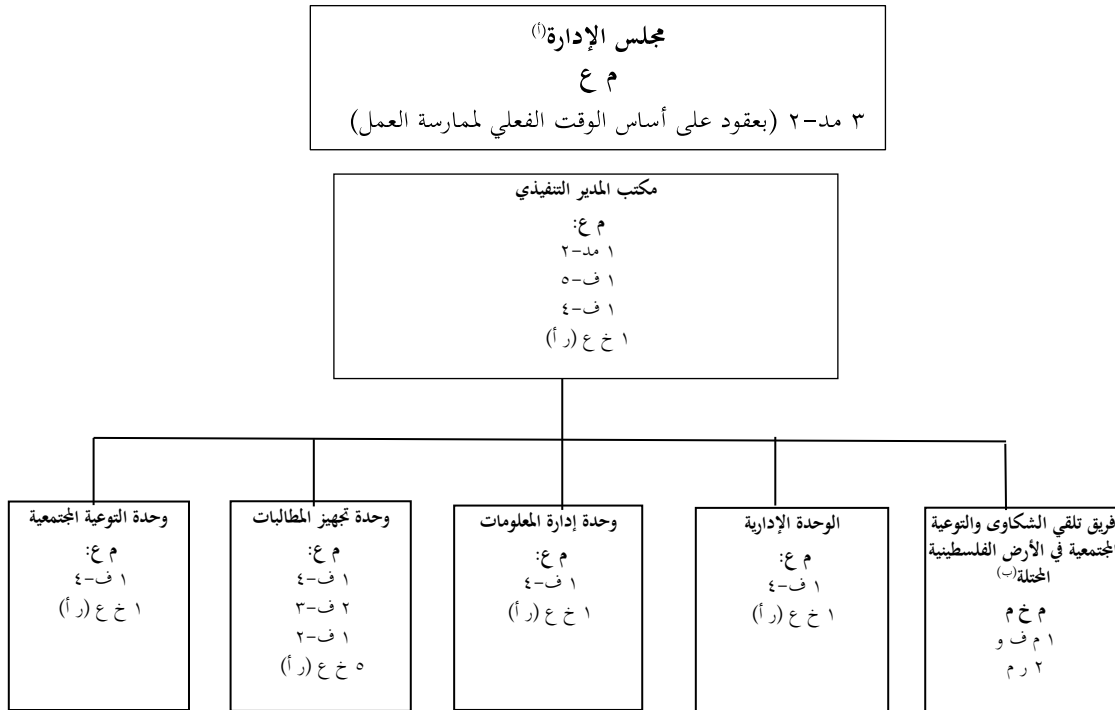 مجلس الإدارة(أ)
م ع
٣ مد-٢ (بعقود على أساس الوقت الفعلي لممارسة العمل)
مكتب المدير التنفيذي
م ع:
١ مد-٢
١ ف-٥
١ ف-٤
١ خ ع (ر أ)
فريق تلقي الشكاوى والتوعية
المجتمعية في الأرض الفلسطينية
المحتلة(ب)
م خ م
١ م ف و
٢ ر م
الوحدة الإدارية
م ع:
١ ف-٤
١ خ ع (ر أ)
وحدة إدارة المعلومات
م ع:
١ ف-٤
١ خ ع (ر أ)
وحدة تجهيز المطالبات
م ع:
١ ف-٤
٢ ف-٣
١ ف-٢
٥ خ ع (ر أ)
وحدة التوعية المجتمعية
م ع:
١ ف-٤
١ خ ع (ر أ)